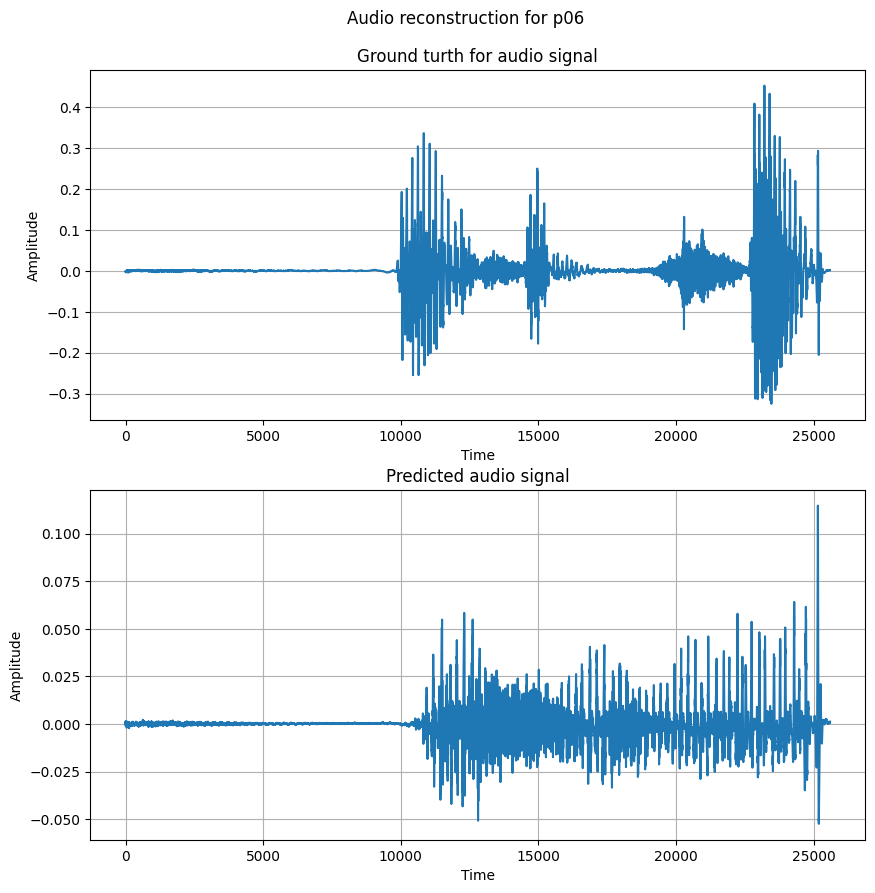 Audio reconstruction for p06
Ground turth for audio signal
0.4
0.3
0.2
0.1
0.0
−0.1
−0.2
−0.3
Amplitude
0 5000 10000 15000 20000 25000
Time
Predicted audio signal
0.100
0.075
0.050
0.025
0.000
−0.025
−0.050
Amplitude
0 5000 10000 15000 20000 25000
Time